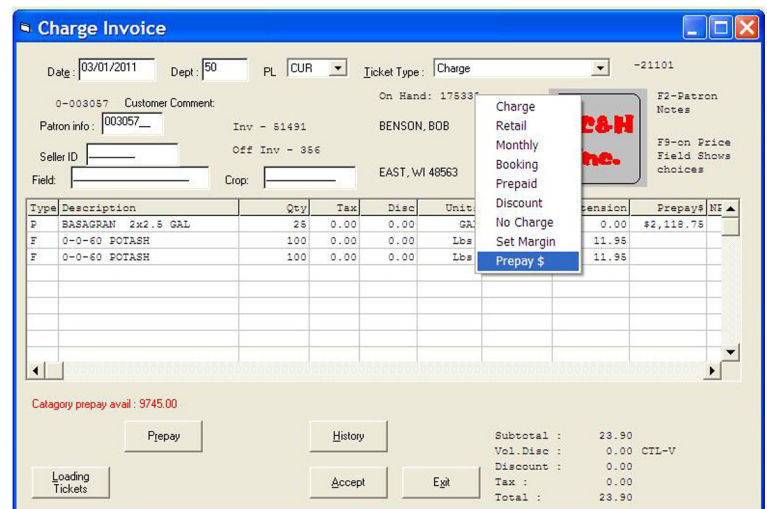 Charge Invoice
Date : 03/01/2011 Dept : 50 PL CUR Ticket Type : Charge -21101
0-003057 Customer Comment: On Hand: 175335 F2-Patron
Notes
Patron info : 003057__ Inv - 51491 BENSON, BOB
Seller ID Off Inv - 356 F9-on Price
Field Shows
choices
Field: Crop: EAST, WI 48563
C&H
Inc.
Charge
Retail
Monthly
Booking
Prepaid
Discount
No Charge
Set Margin
Prepay $
Type Description Qty Tax Disc Unit tension Prepay$
P BASAGRAN 2x2.5 GAL 25 0.00 0.00 GA 0.00 $2,118.75
F 0-0-60 POTASH 100 0.00 0.00 Lbs 11.95
F 0-0-60 POTASH 100 0.00 0.00 Lbs 11.95
Catagory prepay avail : 9745.00
Prepay History
Loading
Tickets Accept Exit
Subtotal : 23.90
Vol.Disc : 0.00 CTL-V
Discount : 0.00
Tax : 0.00
Total : 23.90